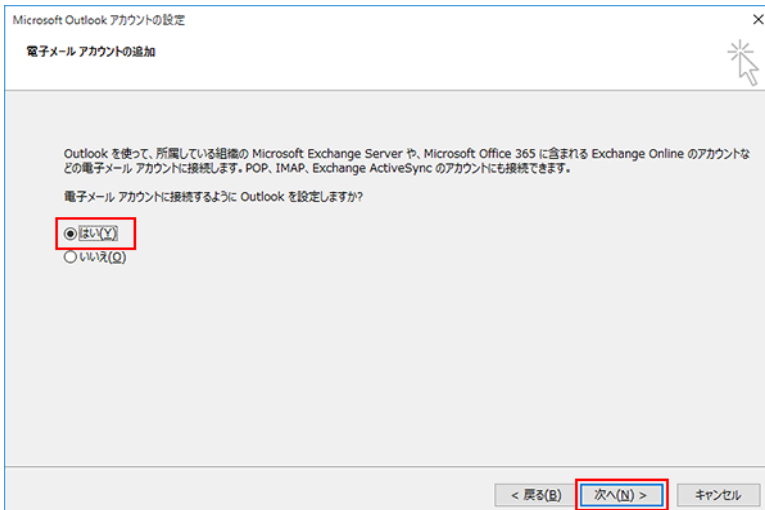 Microsoft Outlook アカウントの設定
電子メール アカウントの追加
Outlook を使って、所属している組織の Microsoft Exchange Server や、Microsoft Office 365 に含まれる Exchange Online のアカウントな
どの電子メール アカウントに接続します。POP、IMAP、Exchange ActiveSync のアカウントにも接続できます。
電子メール アカウントに接続するように Outlook を設定しますか?
はい(Y)
いいえ(O)
< 戻る(B) 次へ(N) > キャンセル